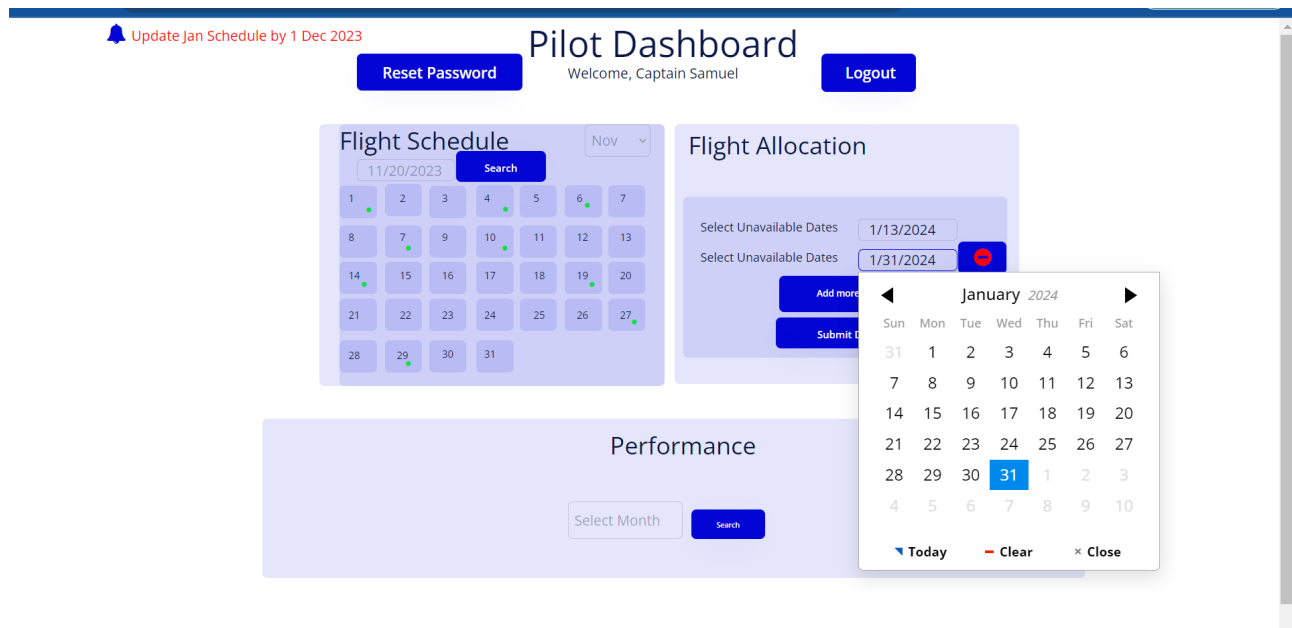 Update Jan Schedule by 1 Dec 2023
Pilot Dashboard
Reset Password
Welcome, Captain Samuel
Logout
Flight Schedule
Nov
11/20/2023
Search
1 2 3 4 5 6 7
8 7 9 10 11 12 13
14 15 16 17 18 19 20
21 22 23 24 25 26 27
28 29 30 31
Flight Allocation
Select Unavailable Dates 1/13/2024
Select Unavailable Dates 1/31/2024
Add more
Submit
January 2024
Sun Mon Tue Wed Thu Fri Sat
31 1 2 3 4 5 6
7 8 9 10 11 12 13
14 15 16 17 18 19 20
21 22 23 24 25 26 27
28 29 30 31 1 2 3
4 5 6 7 8 9 10
Today Clear × Close
Performance
Select Month
Search